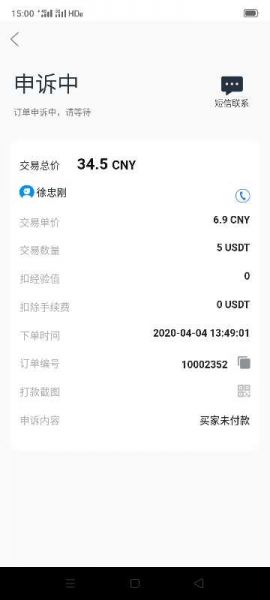 15:00 HD
申诉中
短信联系
订单申诉中，请等待
交易总价 34.5 CNY
徐忠刚
交易单价 6.9 CNY
交易数量 5 USDT
扣经验值 0
扣除手续费 0 USDT
下单时间 2020-04-04 13:49:01
订单编号 10002352
打款截图
申诉内容 买家未付款